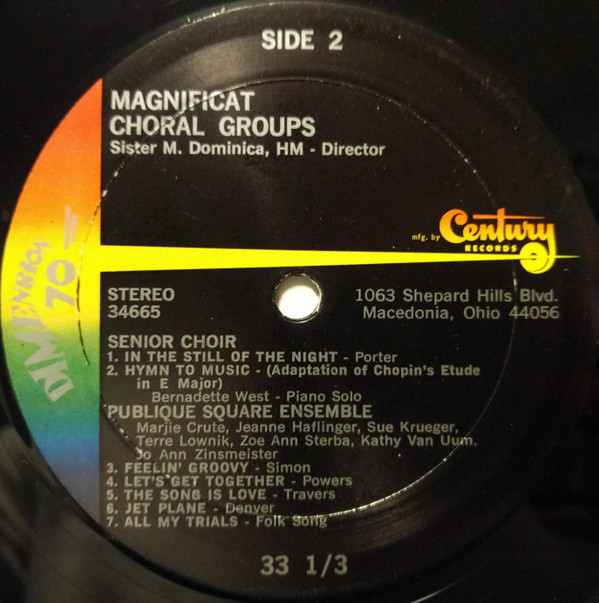 SIDE 2
MAGNIFICAT
CHORAL GROUPS
Sister M. Dominica, HM - Director
mfg. by Century
RECORDS
DIMENSION
70
STEREO
34665
1063 Shepard Hills Blvd.
Macedonia, Ohio 44056
SENIOR CHOIR
1. IN THE STILL OF THE NIGHT - Porter
2. HYMN TO MUSIC - (Adaptation of Chopin's Etude
in E Major)
Bernadette West - Piano Solo
PUBLIQUE SQUARE ENSEMBLE
Marjie Crute, Jeanne Haflinger, Sue Krueger,
Terre Lownik, Zoe Ann Sterba, Kathy Van Uum,
Jo Ann Zinsmeister
3. FEELIN' GROOVY - Simon
4. LET'S GET TOGETHER - Powers
5. THE SONG IS LOVE - Travers
6. JET PLANE - Denver
7. ALL MY TRIALS - Folk Song
33 1/3